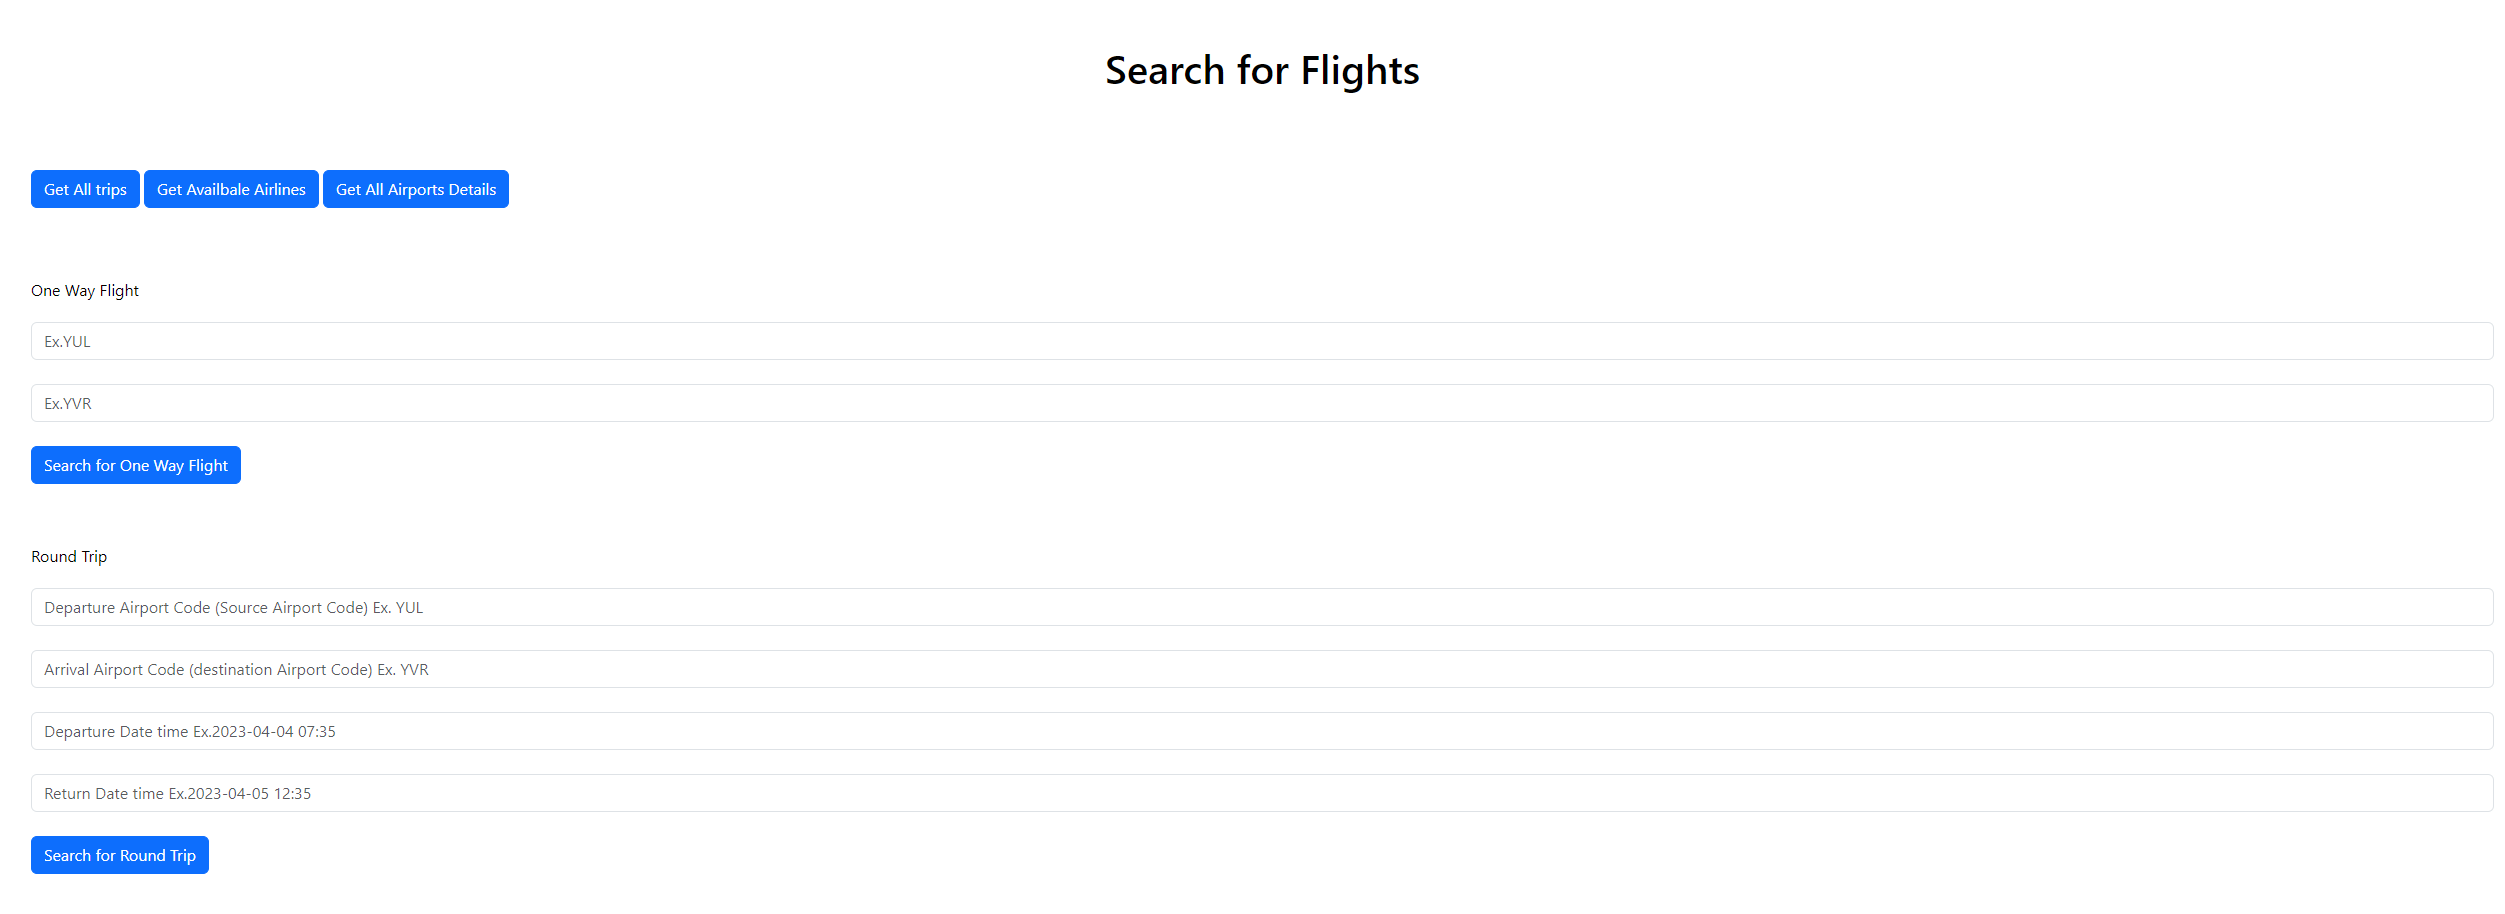 Search for Flights
Get All trips Get Availbale Airlines Get All Airports Details
One Way Flight
Ex.YUL
Ex.YVR
Search for One Way Flight
Round Trip
Departure Airport Code (Source Airport Code) Ex. YUL
Arrival Airport Code (destination Airport Code) Ex. YVR
Departure Date time Ex.2023-04-04 07:35
Return Date time Ex.2023-04-05 12:35
Search for Round Trip